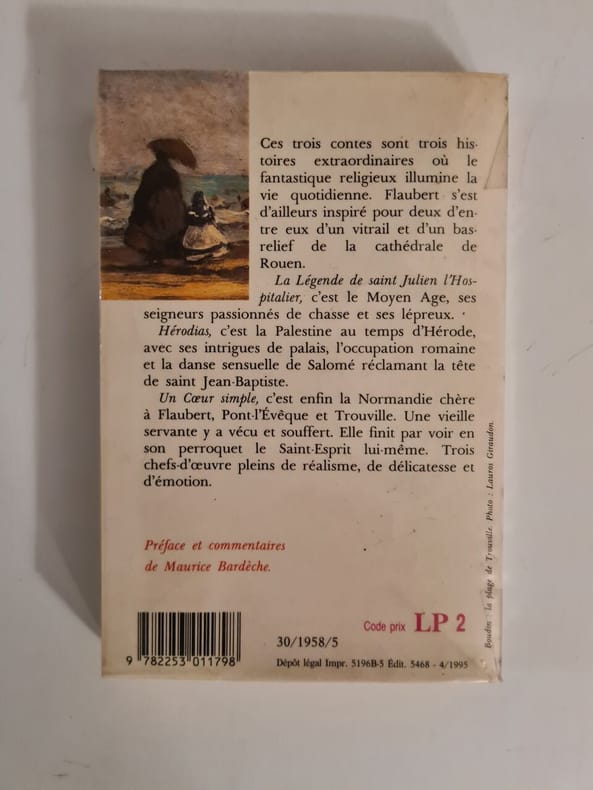 Ces trois contes sont trois his-
toires extraordinaires où le
fantastique religieux illumine la
vie quotidienne. Flaubert s'est
d'ailleurs inspiré pour deux d'en-
tre eux d'un vitrail et d'un bas-
relief de la cathédrale de
Rouen.
La Légende de saint Julien l'Hos-
pitalier, c'est le Moyen Age, ses
seigneurs passionnés de chasse et ses lépreux.
Hérodias, c'est la Palestine au temps d'Hérode,
avec ses intrigues de palais, l'occupation romaine
et la danse sensuelle de Salomé réclamant la tête
de saint Jean-Baptiste.
Un Cœur simple, c'est enfin la Normandie chère
à Flaubert, Pont-l'Évêque et Trouville. Une vieille
servante y a vécu et souffert. Elle finit par voir en
son perroquet le Saint-Esprit lui-même. Trois
chefs-d'œuvre pleins de réalisme, de délicatesse et
d'émotion.
Boudin : la plage de Trouville. Photo : Lauros Giraudon.
Préface et commentaires
de Maurice Bardèche.
Code prix LP 2
30/1958/5
9 782253 011798
Dépôt légal Impr. 5196B-5 Édit. 5468 - 4/1995